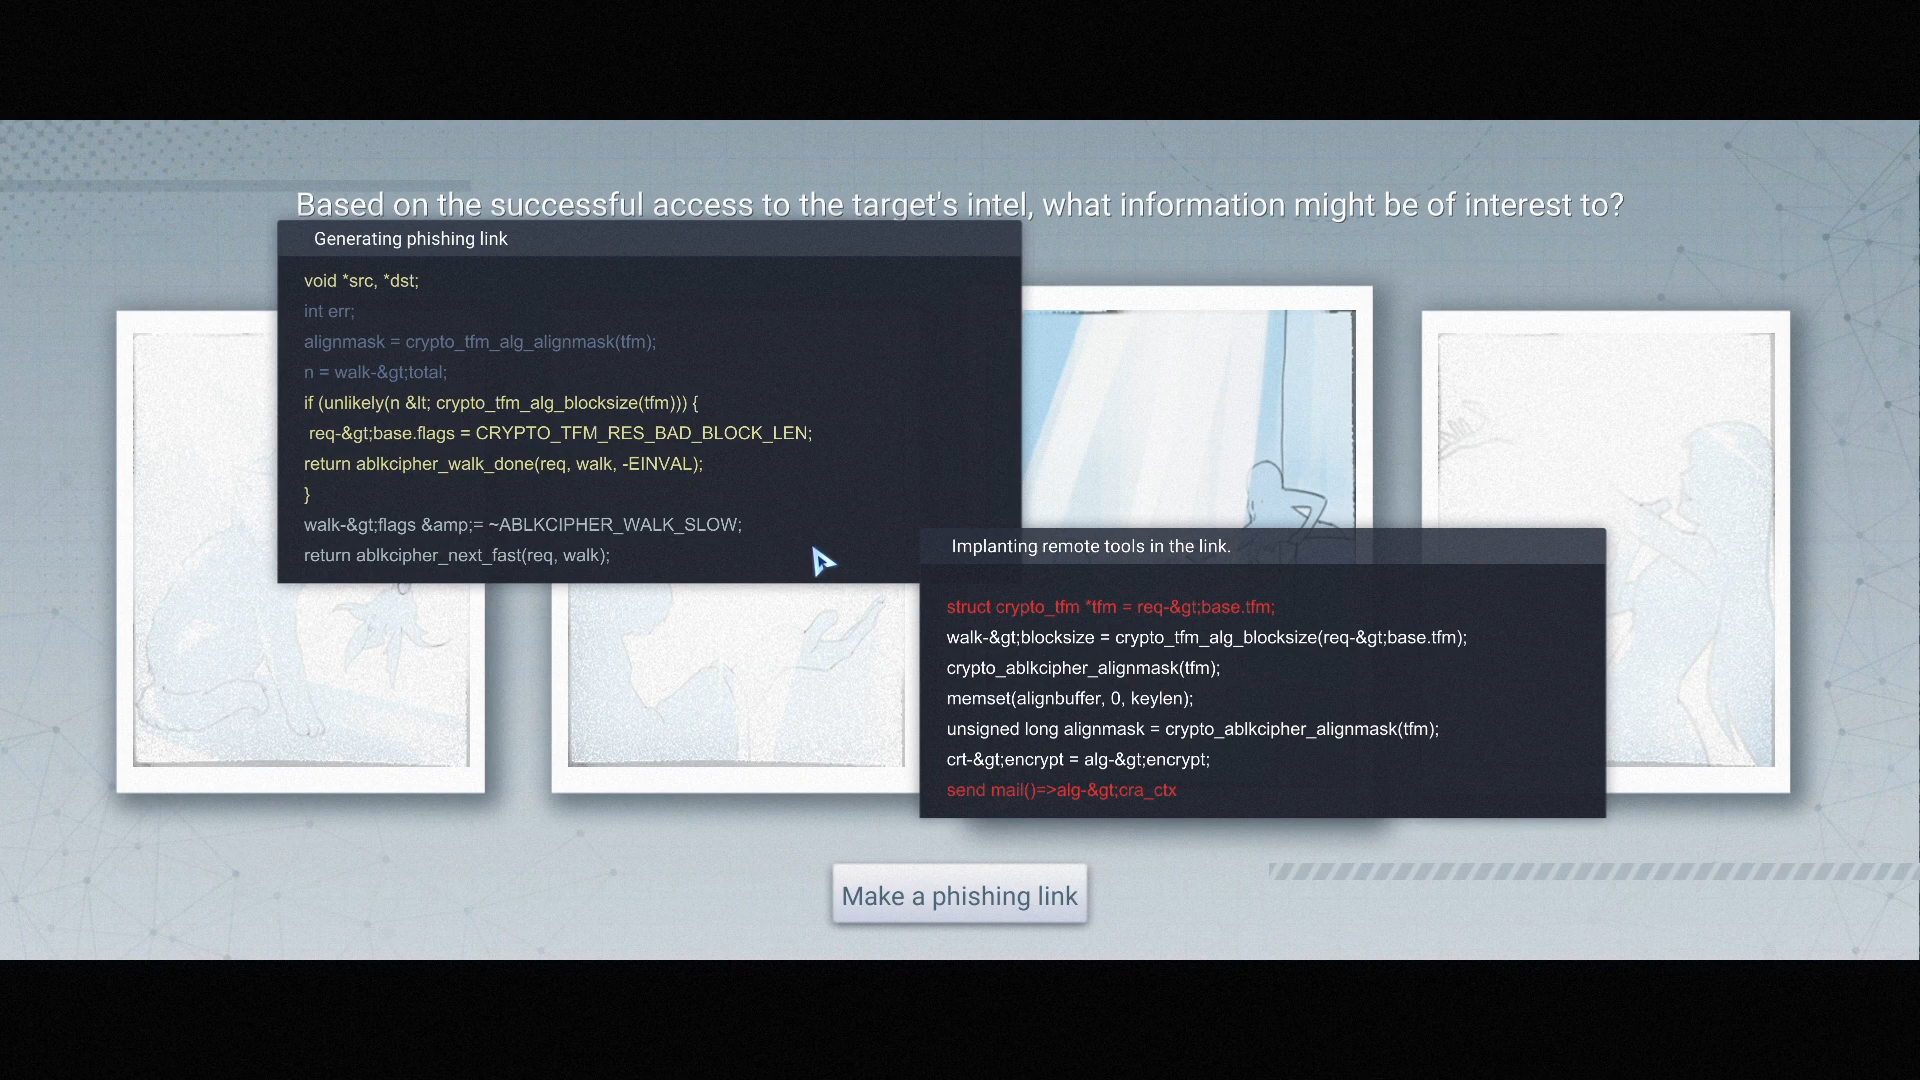 Based on the successful access to the target's intel, what information might be of interest to?
Generating phishing link
void *src, *dst;
int err;
alignmask = crypto_tfm_alg_alignmask(tfm);
n = walk-&gt;total;
if (unlikely(n &lt; crypto_tfm_alg_blocksize(tfm))) {
req-&gt;base.flags = CRYPTO_TFM_RES_BAD_BLOCK_LEN;
return ablkcipher_walk_done(req, walk, -EINVAL);
}
walk-&gt;flags &amp;= ~ABLKCIPHER_WALK_SLOW;
return ablkcipher_next_fast(req, walk);
Implanting remote tools in the link.
struct crypto_tfm *tfm = req-&gt;base.tfm;
walk-&gt;blocksize = crypto_tfm_alg_blocksize(req-&gt;base.tfm);
crypto_ablkcipher_alignmask(tfm);
memset(alignbuffer, 0, keylen);
unsigned long alignmask = crypto_ablkcipher_alignmask(tfm);
crt-&gt;encrypt = alg-&gt;encrypt;
send mail()=>alg-&gt;cra_ctx
Make a phishing link